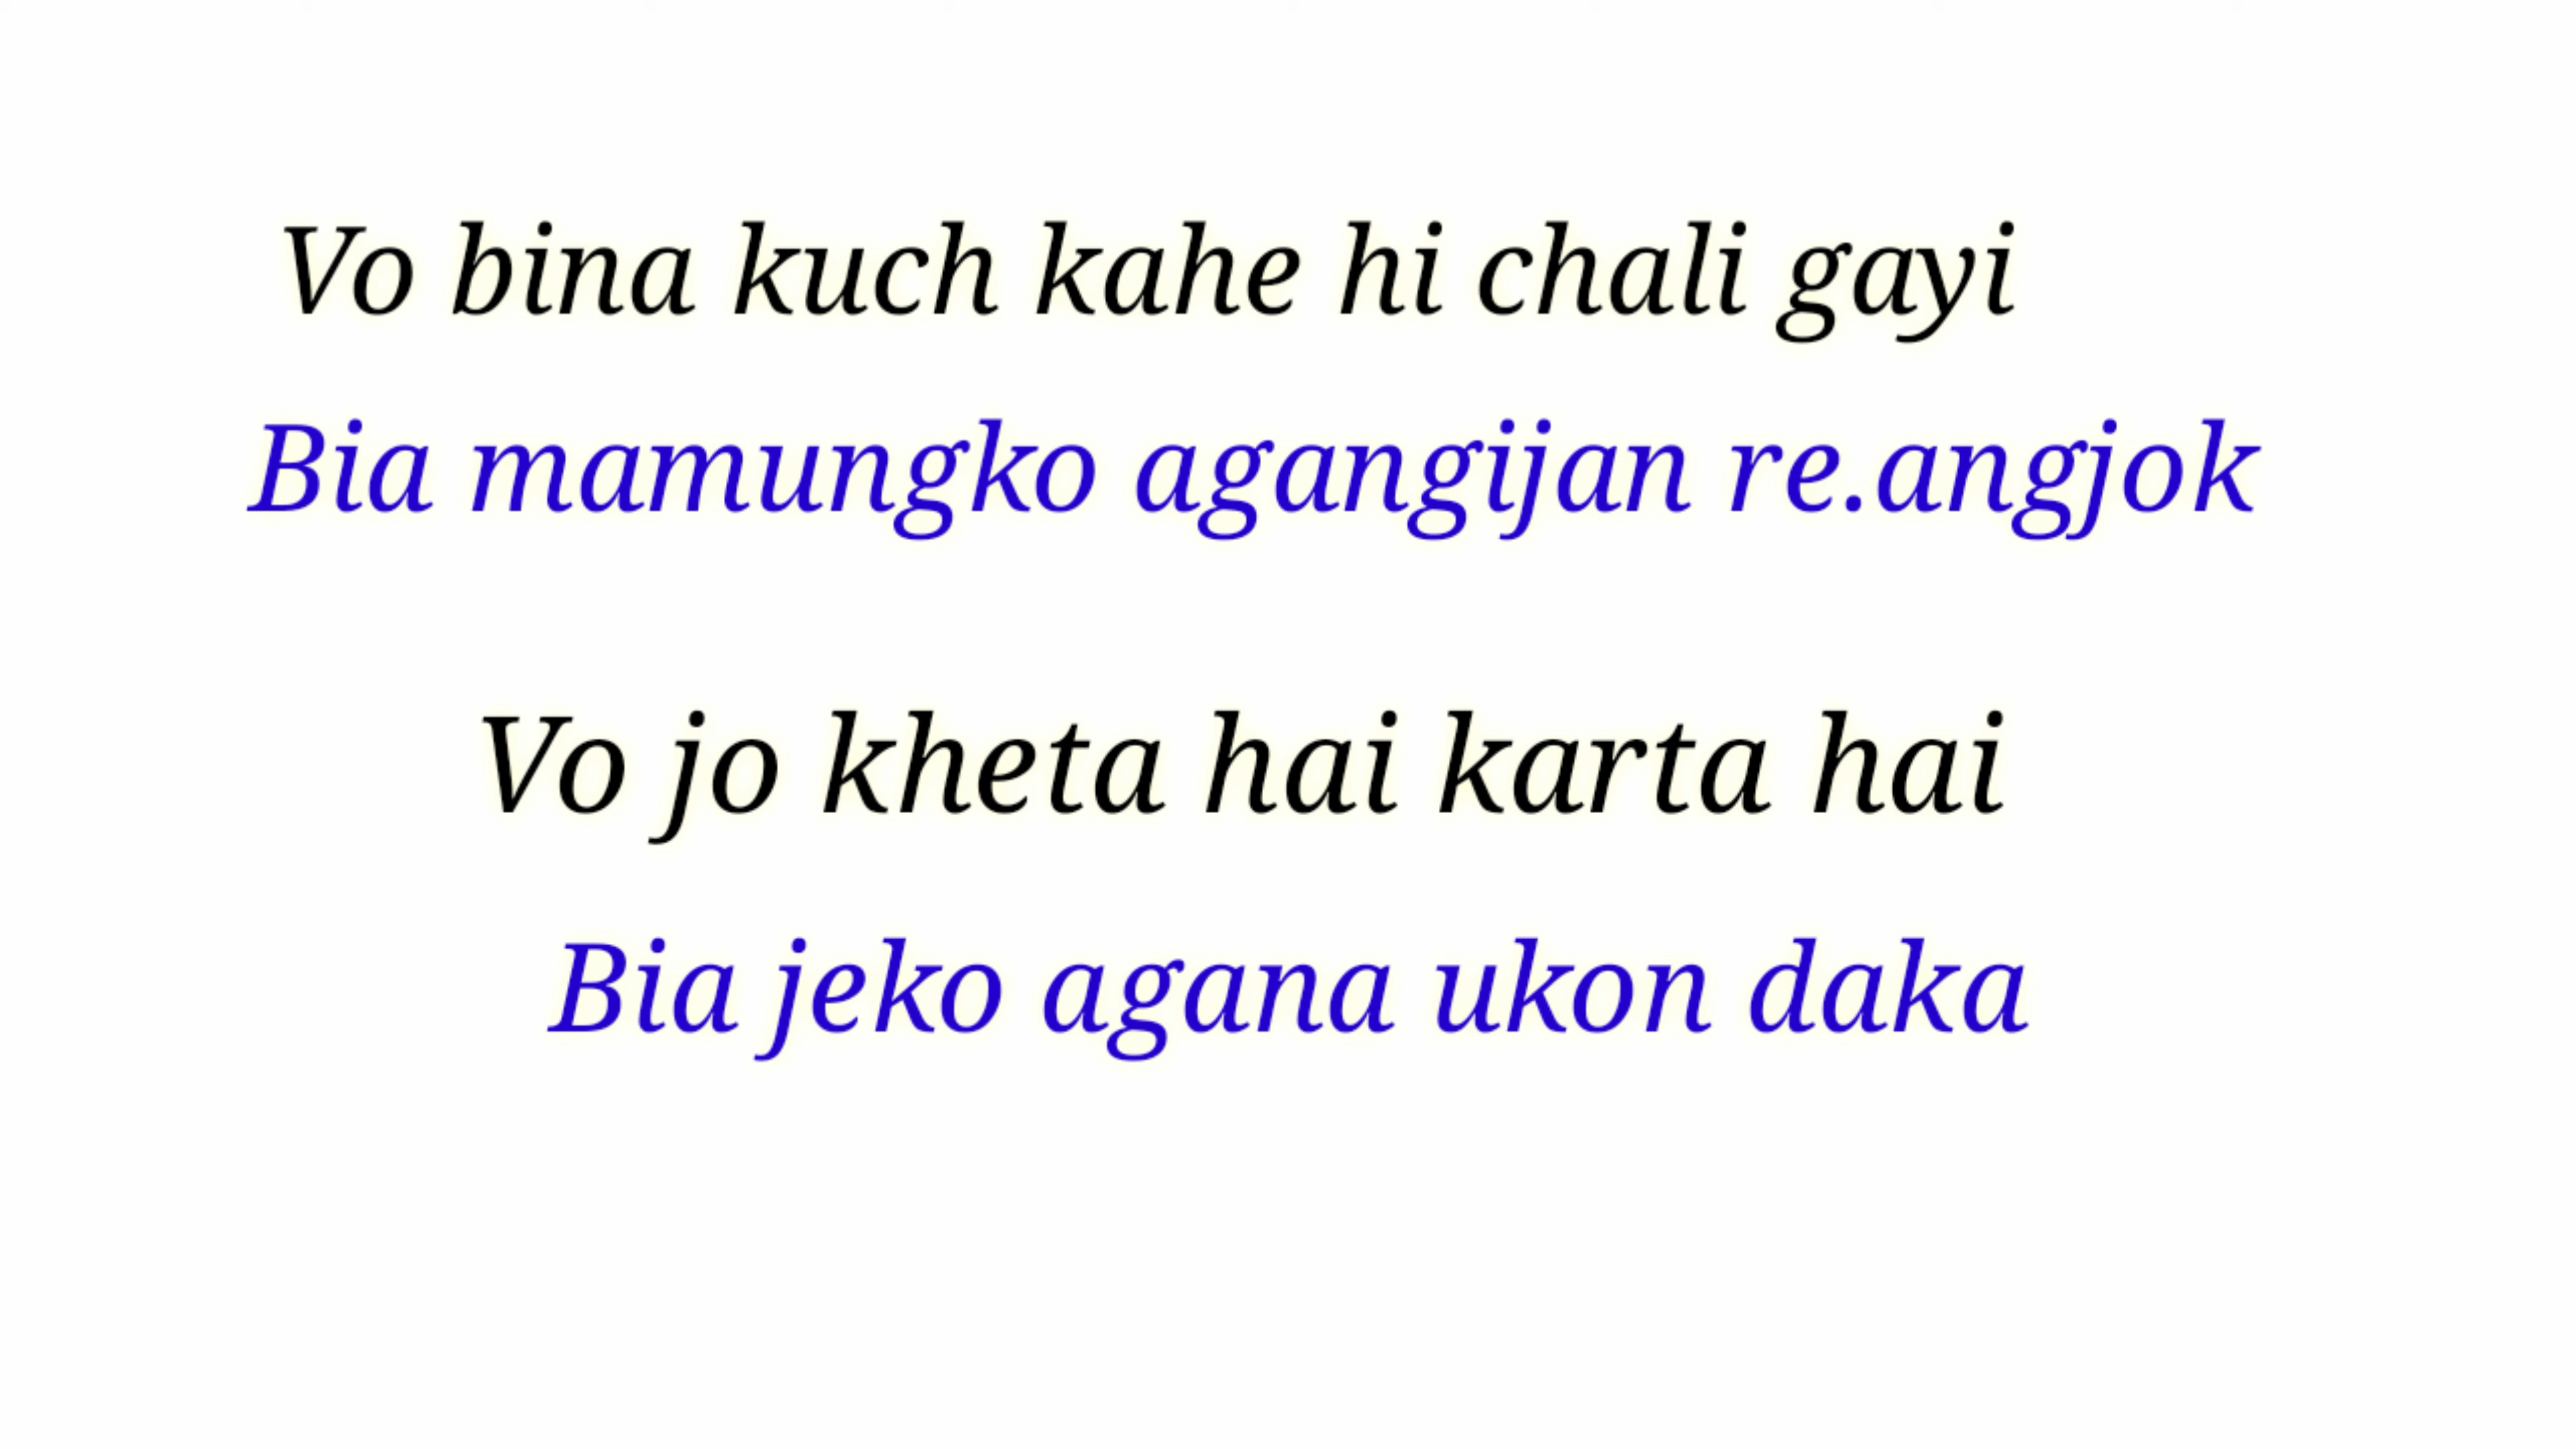 Vo bina kuch kahe hi chali gayi
Bia mamungko agangijan re.angjok
Vo jo kheta hai karta hai
Bia jeko agana ukon daka